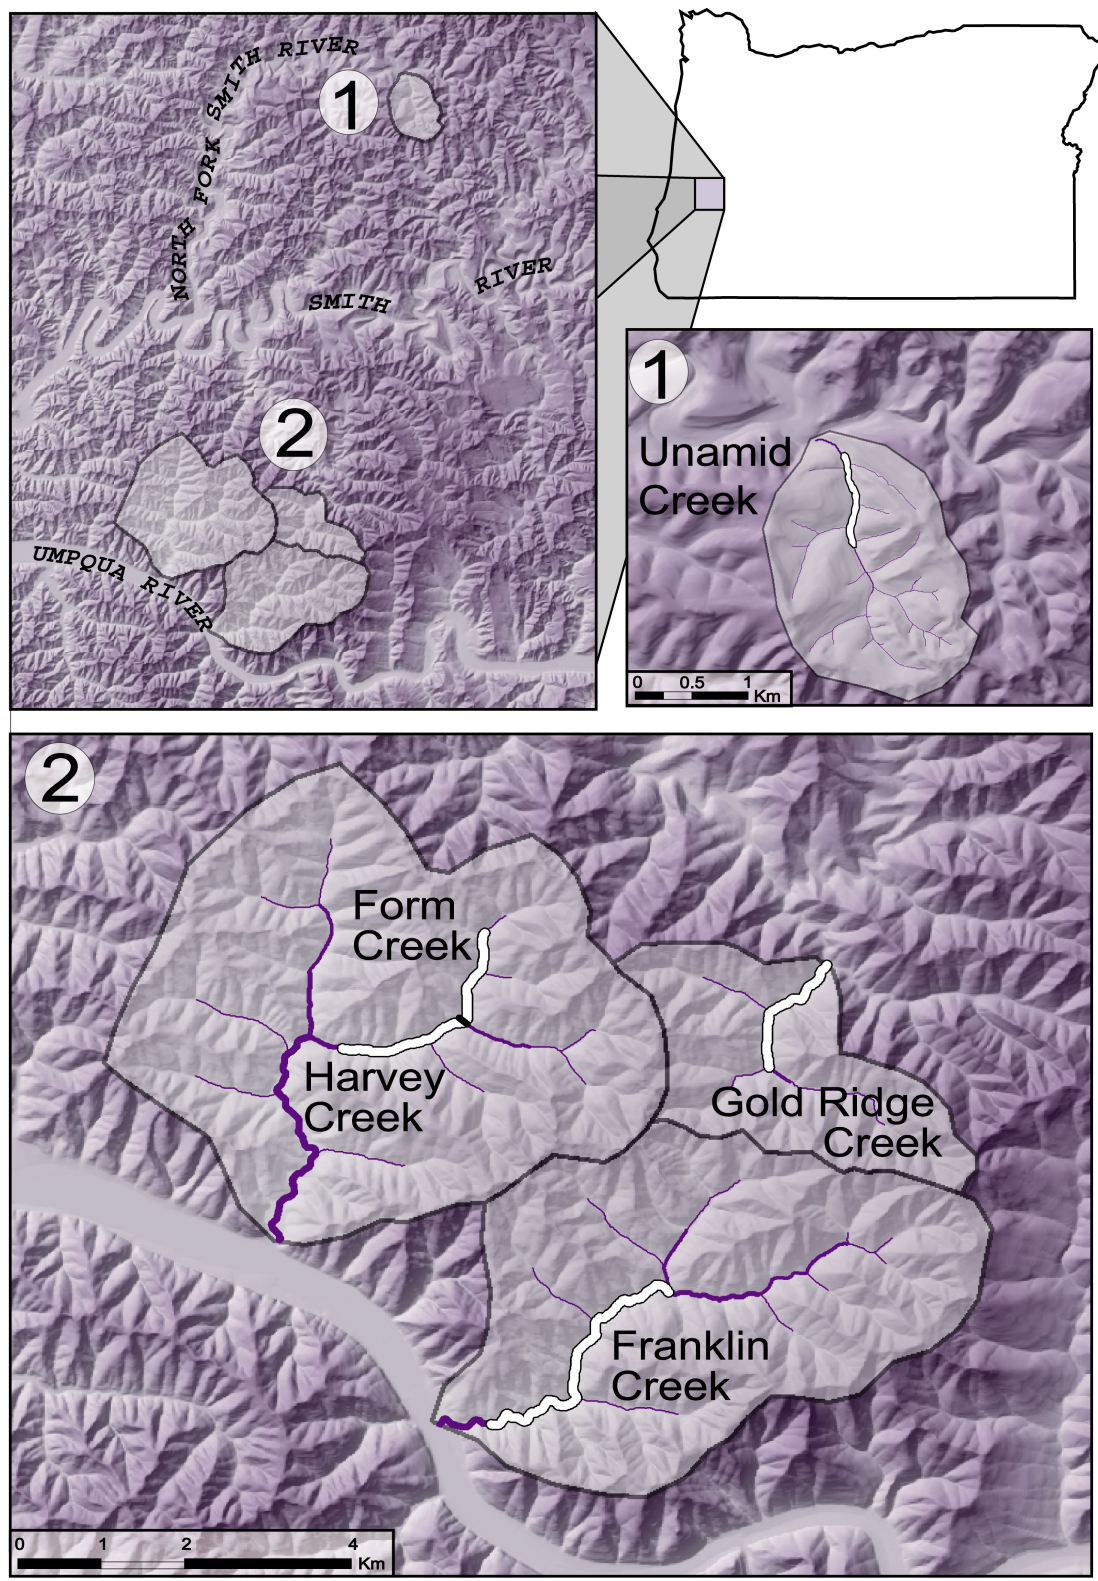 NORTH FORK SMITH RIVER
1
SMITH RIVER
2
UMPQUA RIVER
1
Unamid
Creek
0 0.5 1
Km
2
Form
Creek
Harvey
Creek
Gold Ridge
Creek
Franklin
Creek
0 1 2 4
Km